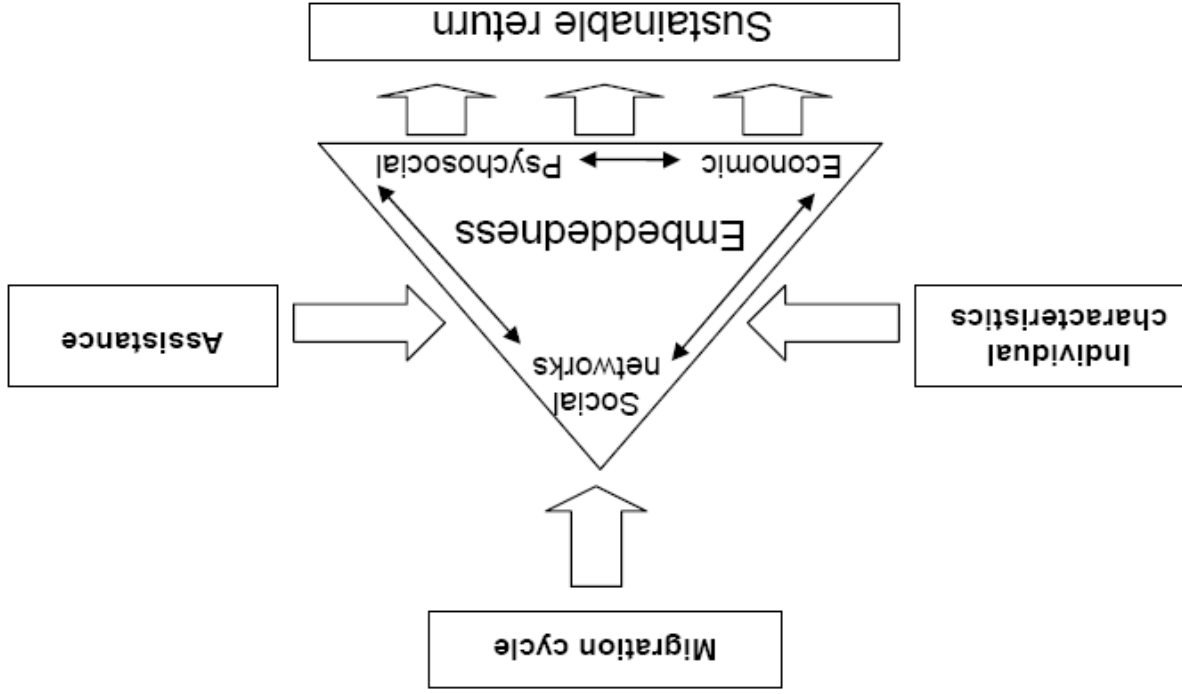 Migration cycle
Individual
characteristics
Social
networks
Assistance
Embeddedness
Economic
Psychosocial
Sustainable return